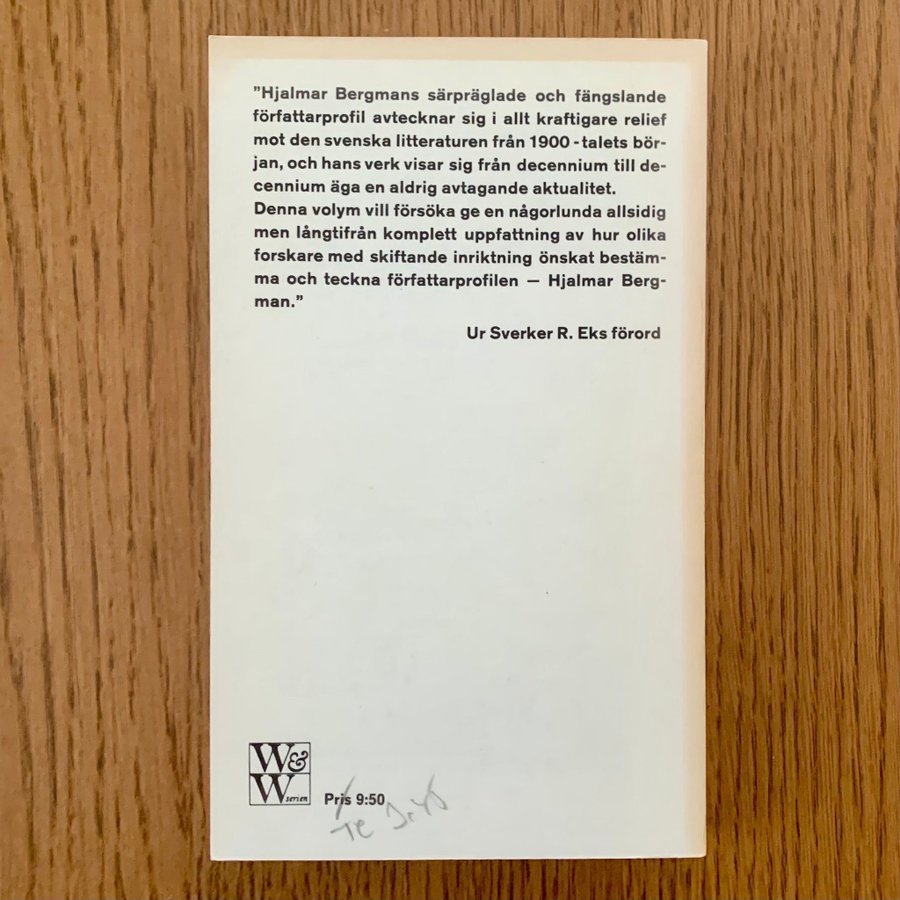 ”Hjalmar Bergmans särpräglade och fängslande
författarprofil avtecknar sig i allt kraftigare relief
mot den svenska litteraturen från 1900-talets bör-
jan, och hans verk visar sig från decennium till de-
cennium äga en aldrig avtagande aktualitet.
Denna volym vill försöka ge en någorlunda allsidig
men långtifrån komplett uppfattning av hur olika
forskare med skiftande inriktning önskat bestäm-
ma och teckna författarprofilen — Hjalmar Berg-
man.”
Ur Sverker R. Eks förord
W&
W serien
Pris 9:50